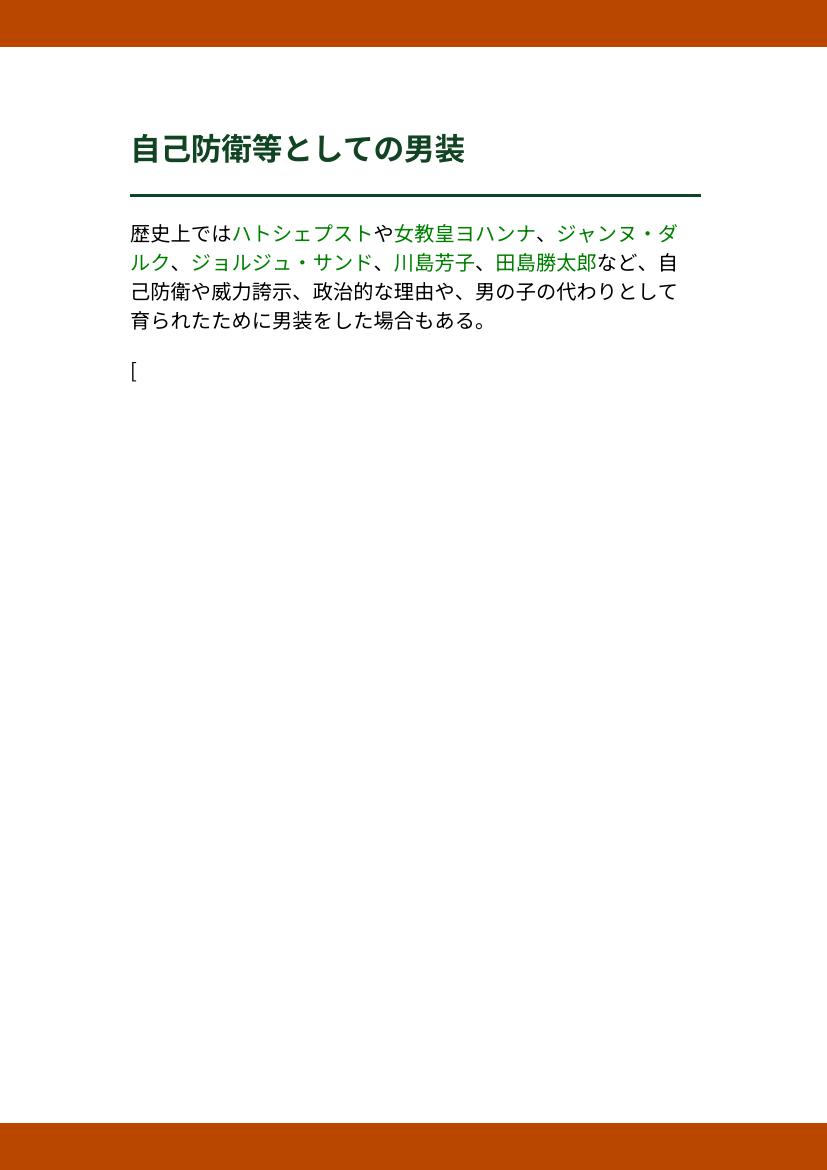 自己防衛等としての男装
歴史上ではハトシェプストや女教皇ヨハンナ、ジャンヌ・ダ
ルク、ジョルジュ・サンド、川島芳子、田島勝太郎など、自
己防衛や威力誇示、政治的な理由や、男の子の代わりとして
育られたために男装をした場合もある。
[